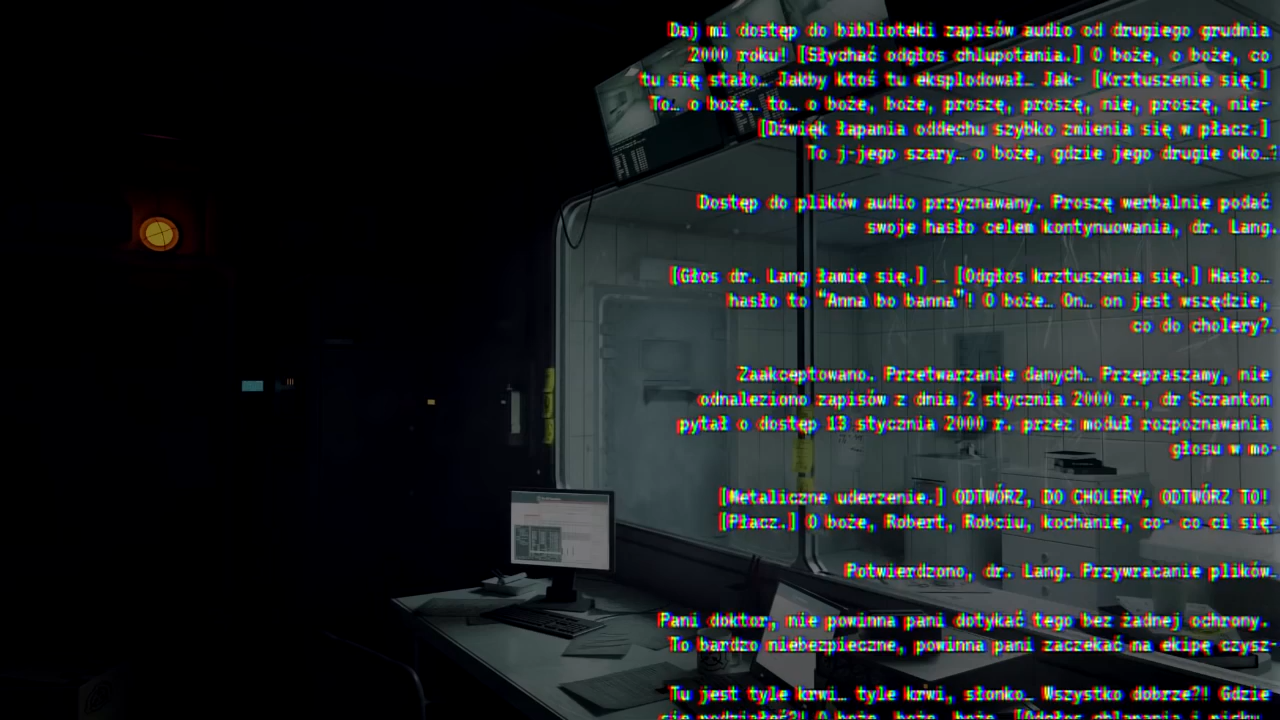 Daj mi dostęp do biblioteki zapisów audio od drugiego grudnia
2000 roku! [Słychać odgłos chlupotania.] O boże, o boże, co
tu się stało… Jakby ktoś tu eksplodował… Jak- [Krztuszenie się.]
To… o boże… to… o boże, boże, proszę, proszę, nie, proszę, nie-
[Dźwięk łapania oddechu szybko zmienia się w płacz.]
To j-jego szary… o boże, gdzie jego drugie oko…?
Dostęp do plików audio przyznawany. Proszę werbalnie podać
swoje hasło celem kontynuowania, dr. Lang.
[Głos dr. Lang łamie się.] … [Odgłos krztuszenia się.] Hasło…
hasło to “Anna bo banna”! O boże… On… on jest wszędzie,
co do cholery?
Zaakceptowano. Przetwarzanie danych… Przepraszamy, nie
odnaleziono zapisów z dnia 2 stycznia 2000 r., dr Scranton
pytał o dostęp 13 stycznia 2000 r. przez moduł rozpoznawania
głosu w mo-
[Metaliczne uderzenie.] ODTWÓRZ, DO CHOLERY, ODTWÓRZ TO!
[Płacz.] O boże, Robert, Robciu, kochanie, co- co ci się
Potwierdzono, dr. Lang. Przywracanie plików.
Pani doktor, nie powinna pani dotykać tego bez żadnej ochrony.
To bardzo niebezpieczne, powinna pani zaczekać na ekipę czysz-
Tu jest tyle krwi… tyle krwi, słonko… Wszystko dobrze?! Gdzie